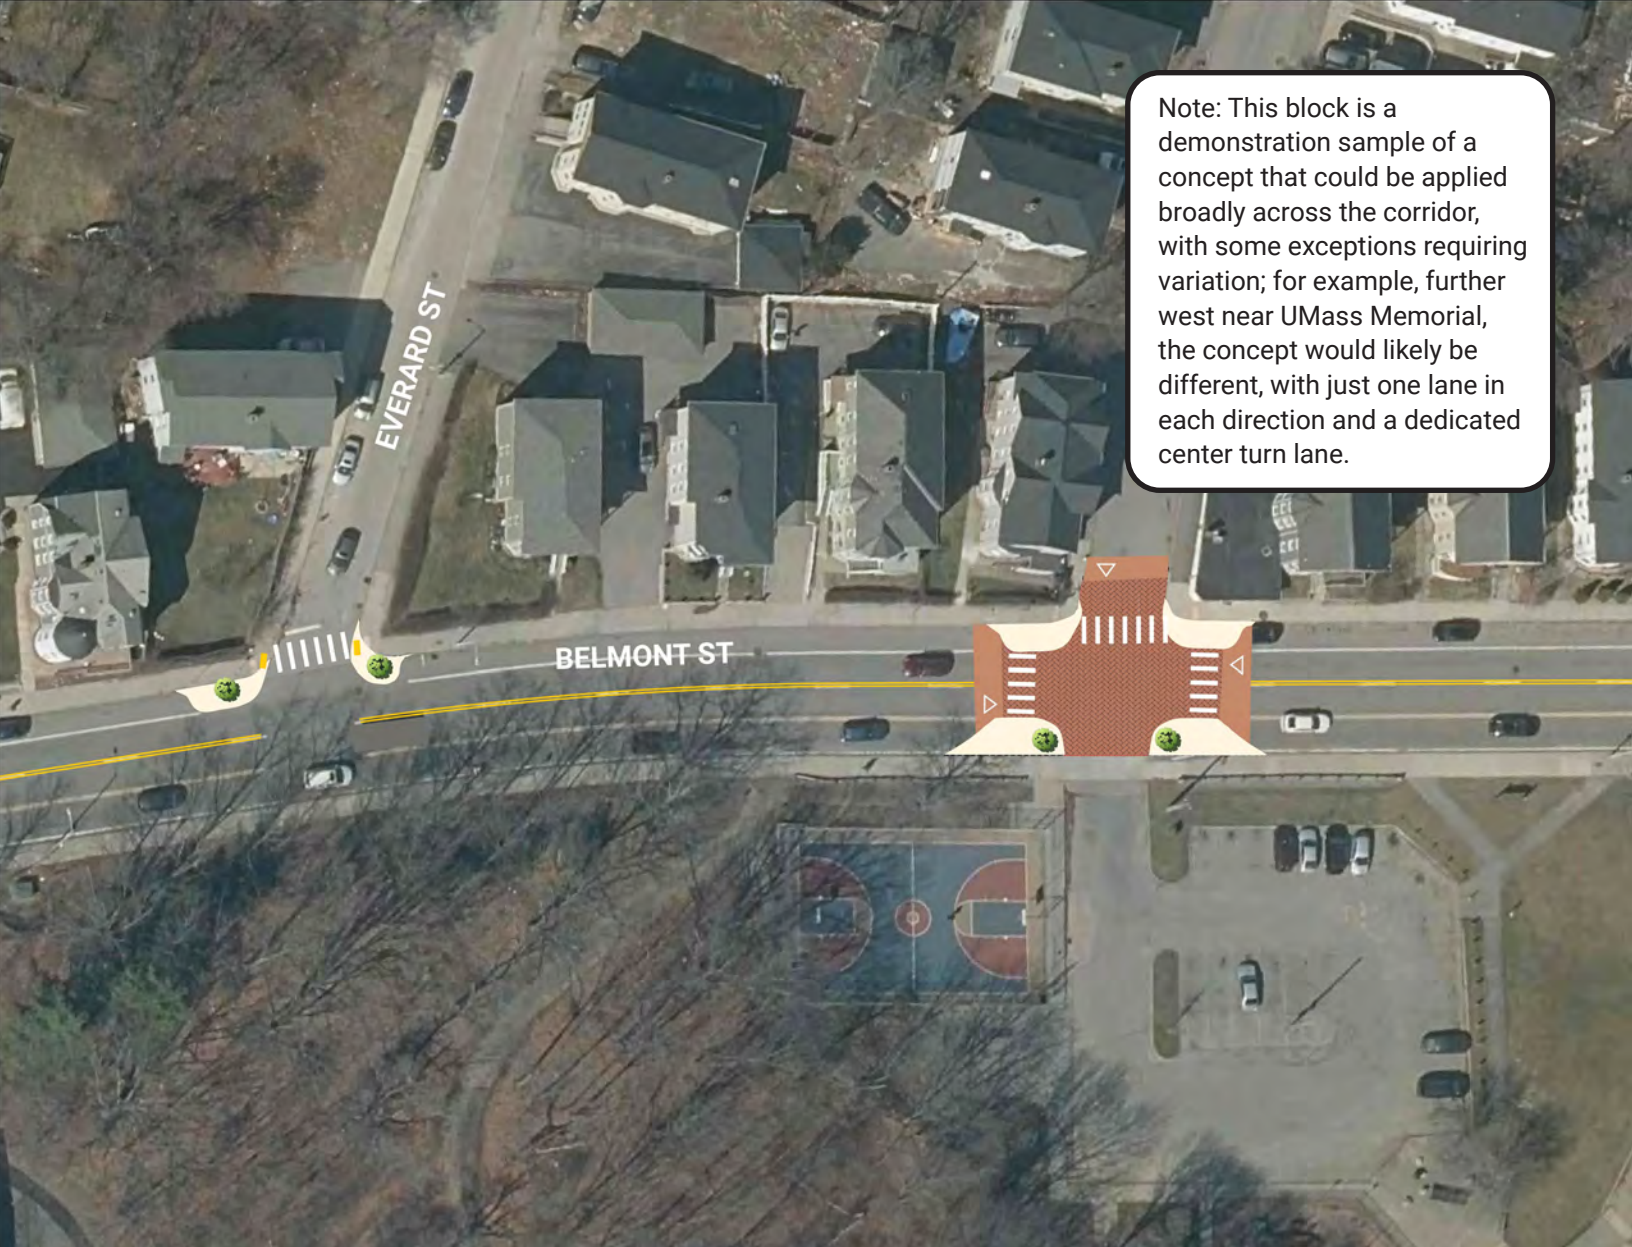 Note: This block is a
demonstration sample of a
concept that could be applied
broadly across the corridor,
with some exceptions requiring
variation; for example, further
west near UMass Memorial,
the concept would likely be
different, with just one lane in
each direction and a dedicated
center turn lane.
EVERARD ST
BELMONT ST